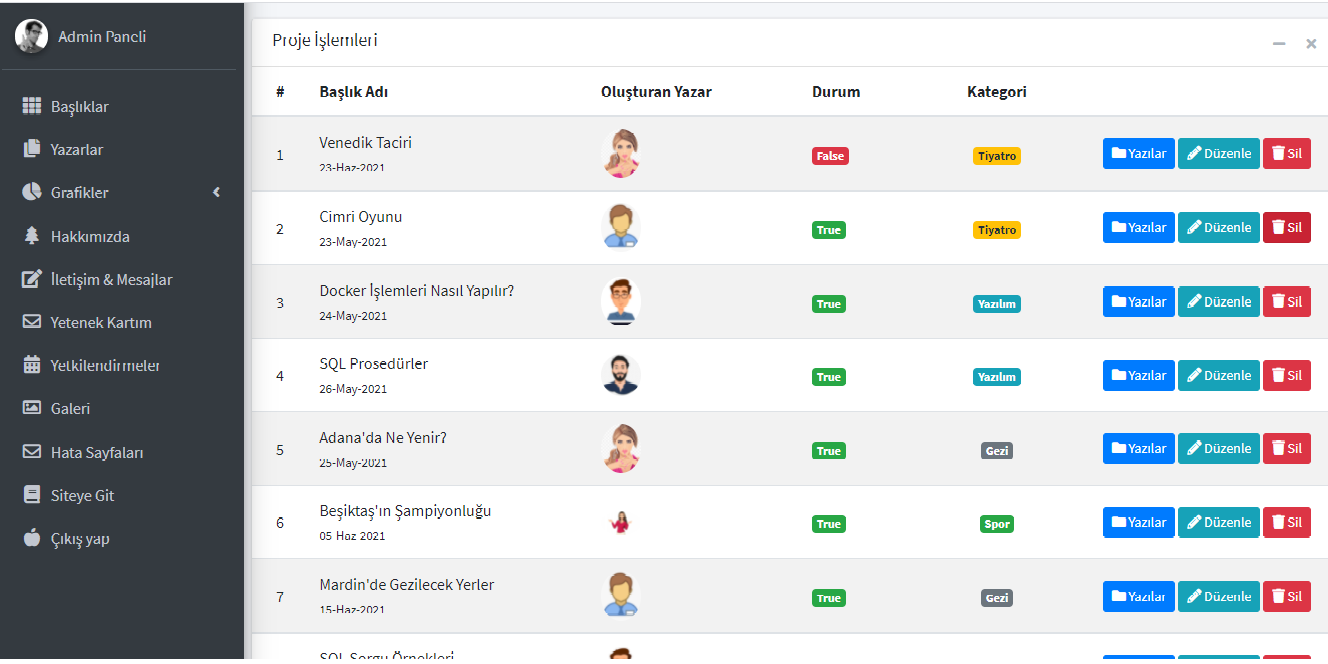 Admin Paneli
Başlıklar
Yazarlar
Grafikler
Hakkımızda
İletişim & Mesajlar
Yetenek Kartım
Yetkilendirmeler
Galeri
Hata Sayfaları
Siteye Git
Çıkış yap
Proje İşlemleri
# Başlık Adı Oluşturan Yazar Durum Kategori
1 Venedik Taciri False Tiyatro Yazılar Düzenle Sil
23-Haz-2021
2 Cimri Oyunu True Tiyatro Yazılar Düzenle Sil
23-May-2021
3 Docker İşlemleri Nasıl Yapılır? True Yazılım Yazılar Düzenle Sil
24-May-2021
4 SQL Prosedürler True Yazılım Yazılar Düzenle Sil
26-May-2021
5 Adana'da Ne Yenir? True Gezi Yazılar Düzenle Sil
25-May-2021
6 Beşiktaş'ın Şampiyonluğu True Spor Yazılar Düzenle Sil
05-Haz-2021
7 Mardin'de Gezilecek Yerler True Gezi Yazılar Düzenle Sil
15-Haz-2021
SQL Sorgu Örnekleri